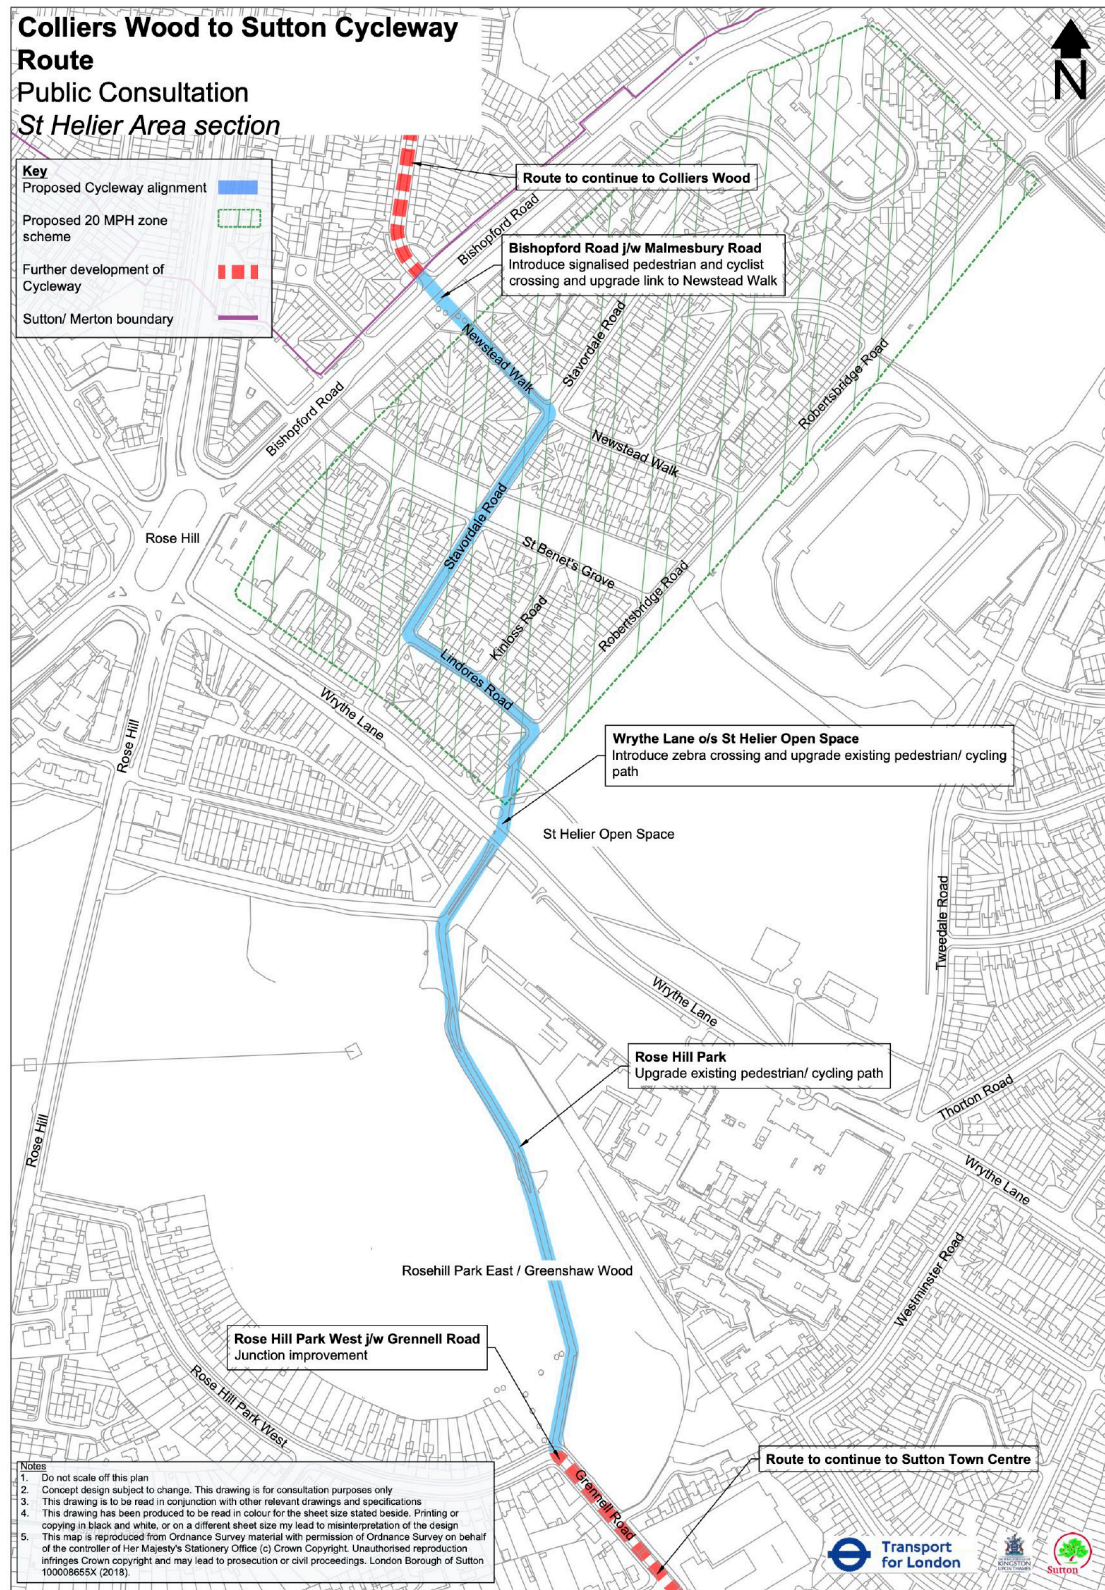 Colliers Wood to Sutton Cycleway
Route
Public Consultation
St Helier Area section
N
Key
Proposed Cycleway alignment
Proposed 20 MPH zone
scheme
Further development of
Cycleway
Sutton/ Merton boundary
Route to continue to Colliers Wood
Bishopford Road
Bishopford Road j/w Malmesbury Road
Introduce signalised pedestrian and cyclist
crossing and upgrade link to Newstead Walk
Newstead Walk
Stavordale Road
Robertsbridge Road
Bishopford Road
Newstead Walk
Stavordale Road
Rose Hill
St Benet's Grove
Kinloss Road
Robertsbridge Road
Lindores Road
Wrythe Lane
Rose Hill
Wrythe Lane o/s St Helier Open Space
Introduce zebra crossing and upgrade existing pedestrian/ cycling
path
St Helier Open Space
Tweedale Road
Wrythe Lane
Rose Hill Park
Upgrade existing pedestrian/ cycling path
Thorton Road
Rose Hill
Wrythe Lane
Westminster Road
Rosehill Park East / Greenshaw Wood
Rose Hill Park West j/w Grennell Road
Junction improvement
Rose Hill Park West
Route to continue to Sutton Town Centre
Grennell Road
Notes
1. Do not scale off this plan
2. Concept design subject to change. This drawing is for consultation purposes only
3. This drawing is to be read in conjunction with other relevant drawings and specifications
4. This drawing has been produced to be read in colour for the sheet size stated beside. Printing or
copying in black and white, or on a different sheet size my lead to misinterpretation of the design
5. This map is reproduced from Ordnance Survey material with permission of Ordnance Survey on behalf
of the controller of Her Majesty's Stationery Office (c) Crown Copyright. Unauthorised reproduction
infringes Crown copyright and may lead to prosecution or civil proceedings. London Borough of Sutton
100008655X (2018).
Transport
for London
KINGSTON
UPON THAMES
Sutton